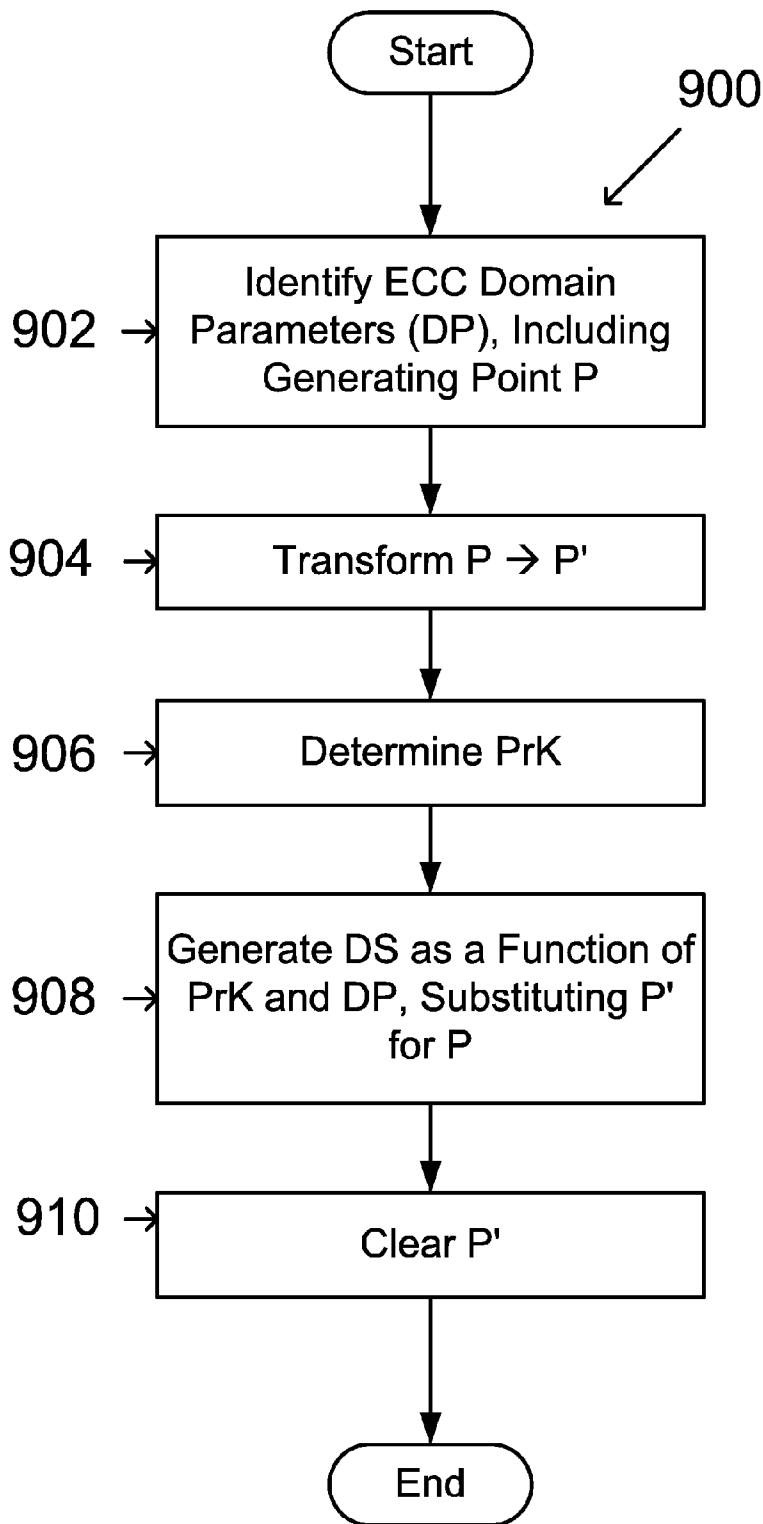 Start
900
902
Identify ECC Domain
Parameters (DP), Including
Generating Point P
904
Transform P → P'
906
Determine PrK
908
Generate DS as a Function of
PrK and DP, Substituting P'
for P
910
Clear P'
End